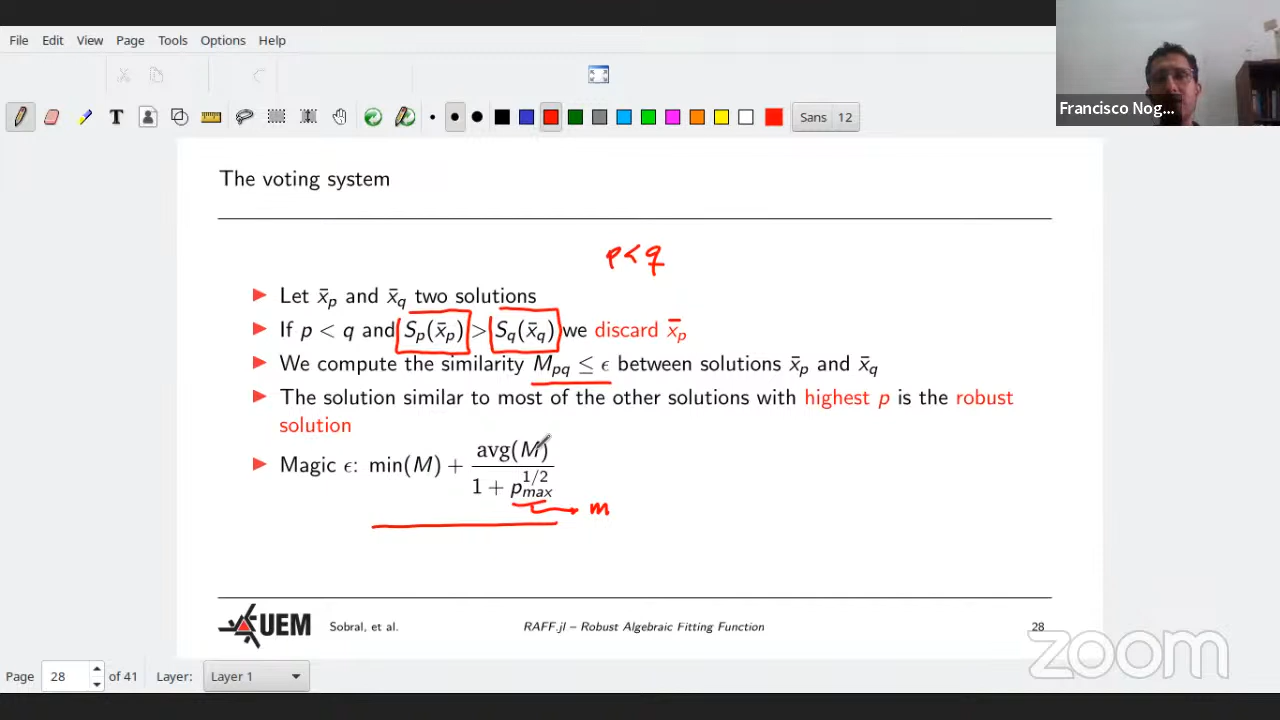 File Edit View Page Tools Options Help
Francisco Nog...
T Sans 12
The voting system
p < q
Let x̄p and x̄q two solutions
If p < q and Sp(x̄p) > Sq(x̄q) we discard x̄p
We compute the similarity Mpq ≤ ϵ between solutions x̄p and x̄q
The solution similar to most of the other solutions with highest p is the robust
solution
Magic ϵ: min(M) + avg(M) / 1 + pmax^1/2
m
UEM Sobral, et al. RAFF.jl – Robust Algebraic Fitting Function 28
zoom
Page 28 of 41 Layer: Layer 1